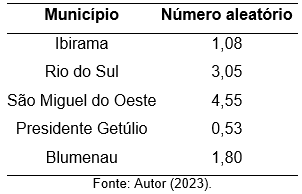 Município Número aleatório
Ibirama 1,08
Rio do Sul 3,05
São Miguel do Oeste 4,55
Presidente Getúlio 0,53
Blumenau 1,80
Fonte: Autor (2023).